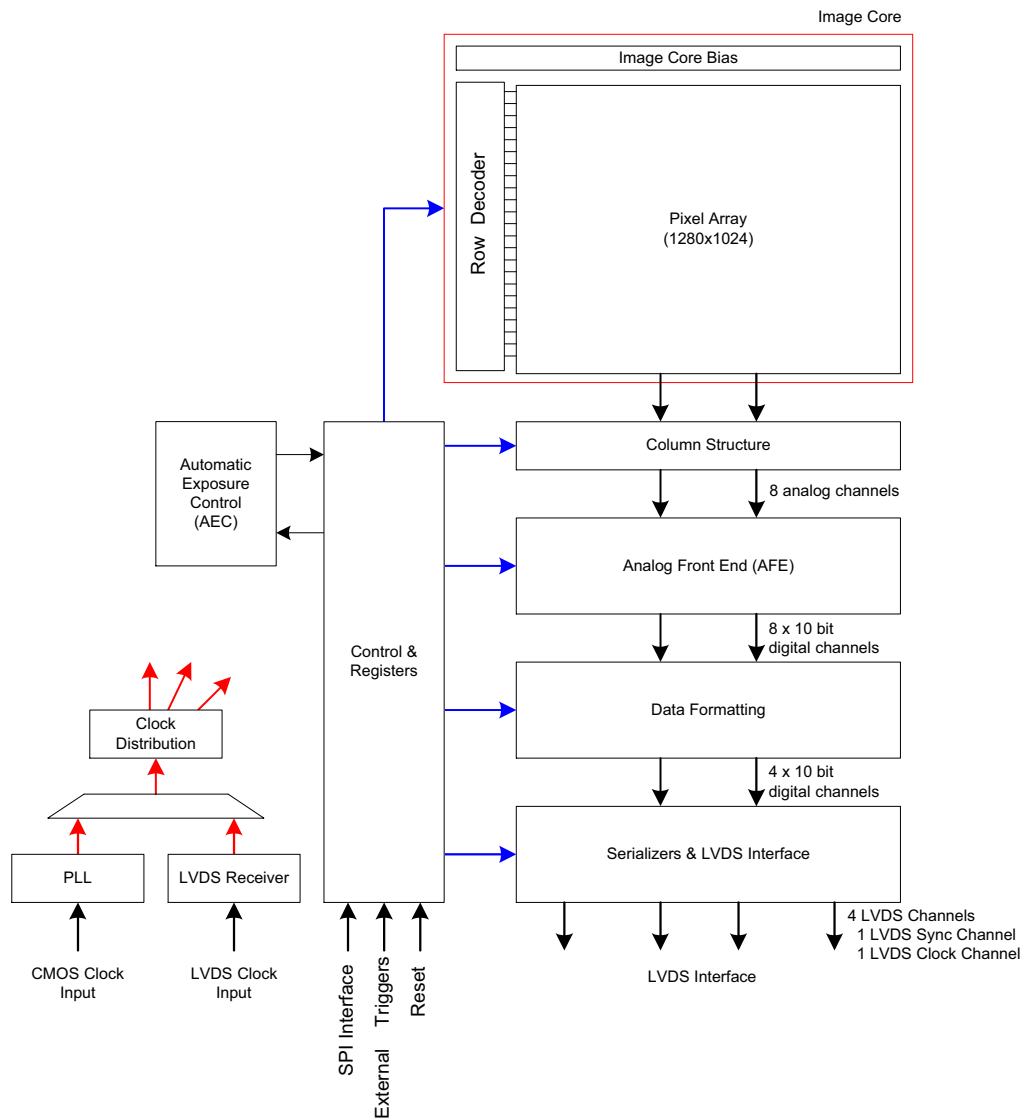 Image Core
Image Core Bias
Row Decoder
Pixel Array
(1280x1024)
Automatic
Exposure
Control
(AEC)
Column Structure
8 analog channels
Analog Front End (AFE)
8 x 10 bit
digital channels
Control &
Registers
Data Formatting
Clock
Distribution
4 x 10 bit
digital channels
Serializers & LVDS Interface
PLL
LVDS Receiver
4 LVDS Channels
1 LVDS Sync Channel
1 LVDS Clock Channel
CMOS Clock
Input
LVDS Clock
Input
LVDS Interface
SPI Interface
External Triggers
Reset